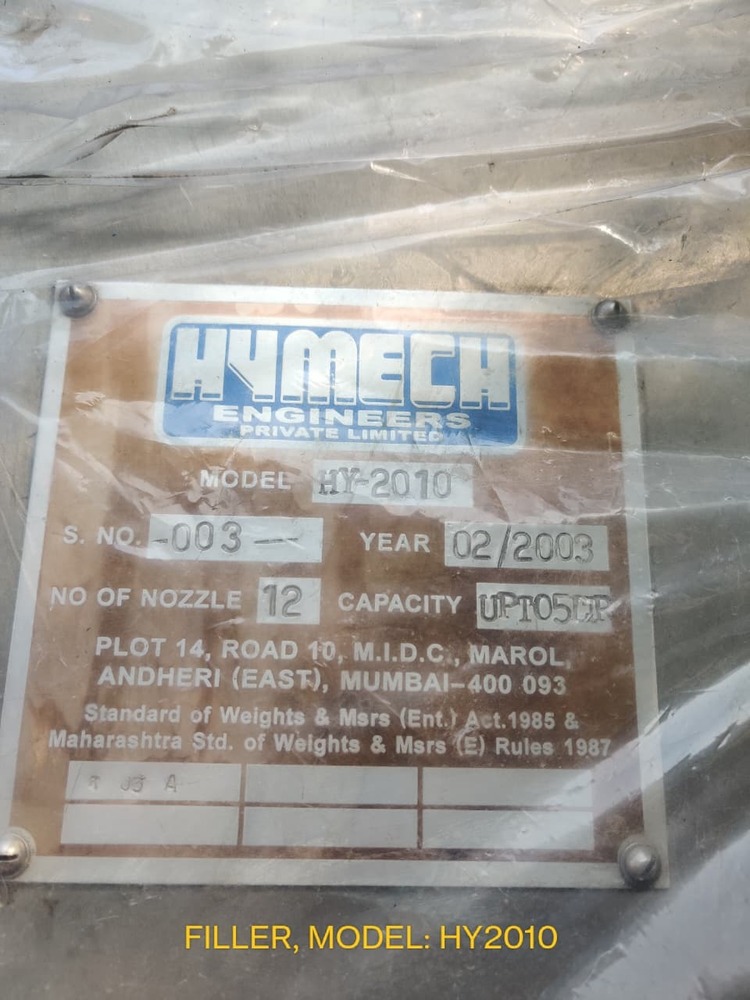 HYMECH
ENGINEERS
PRIVATE LIMITED
MODEL HY-2010
S. NO. -003— YEAR 02/2003
NO OF NOZZLE 12 CAPACITY
PLOT 14, ROAD 10, M.I.D.C., MAROL,
ANDHERI (EAST), MUMBAI-400 093
Standard of Weights & Msrs (Ent.) Act.1985 &
Maharashtra Std. of Weights & Msrs (E) Rules 1987
FILLER, MODEL: HY2010